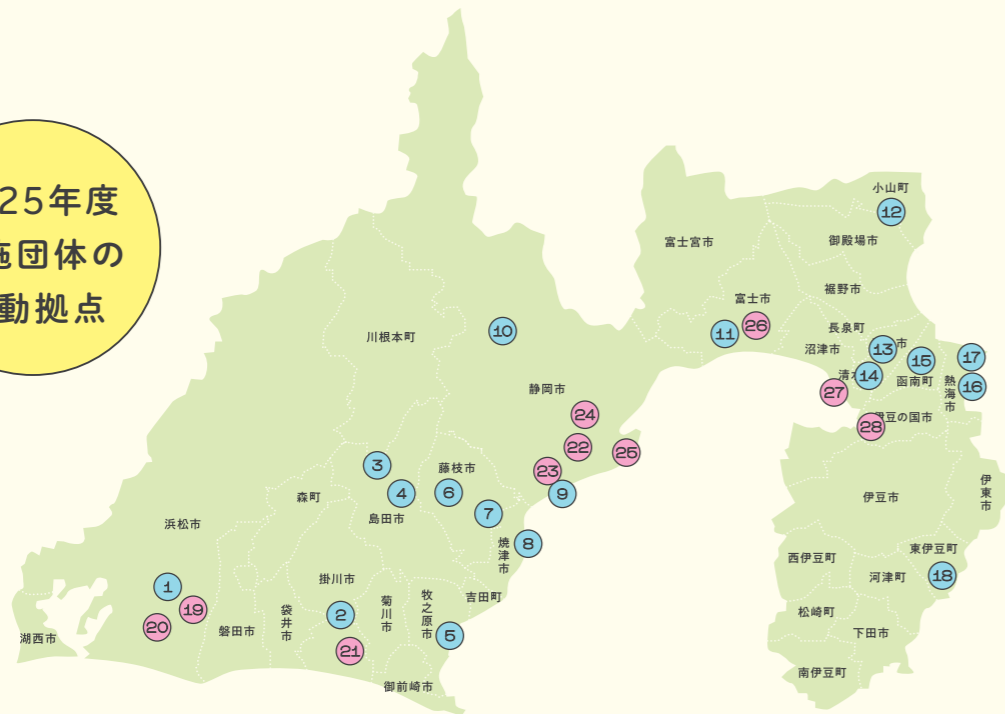 25年度
施団体の
動拠点
小山町
12
御殿場市
富士宮市
裾野市
富士市
11
26
長泉町
沼津市
13
市
15
17
清水
14
函南町
熱海市
16
27
28
伊豆の国市
川根本町
10
静岡市
24
22
25
23
9
3
藤枝市
4
6
7
森町
島田市
焼津市
8
浜松市
伊豆市
伊東市
西伊豆町
東伊豆町
河津町
18
掛川市
吉田町
1
19
20
2
菊川市
牧之原市
袋井市
磐田市
5
21
湖西市
御前崎市
松崎町
下田市
南伊豆町